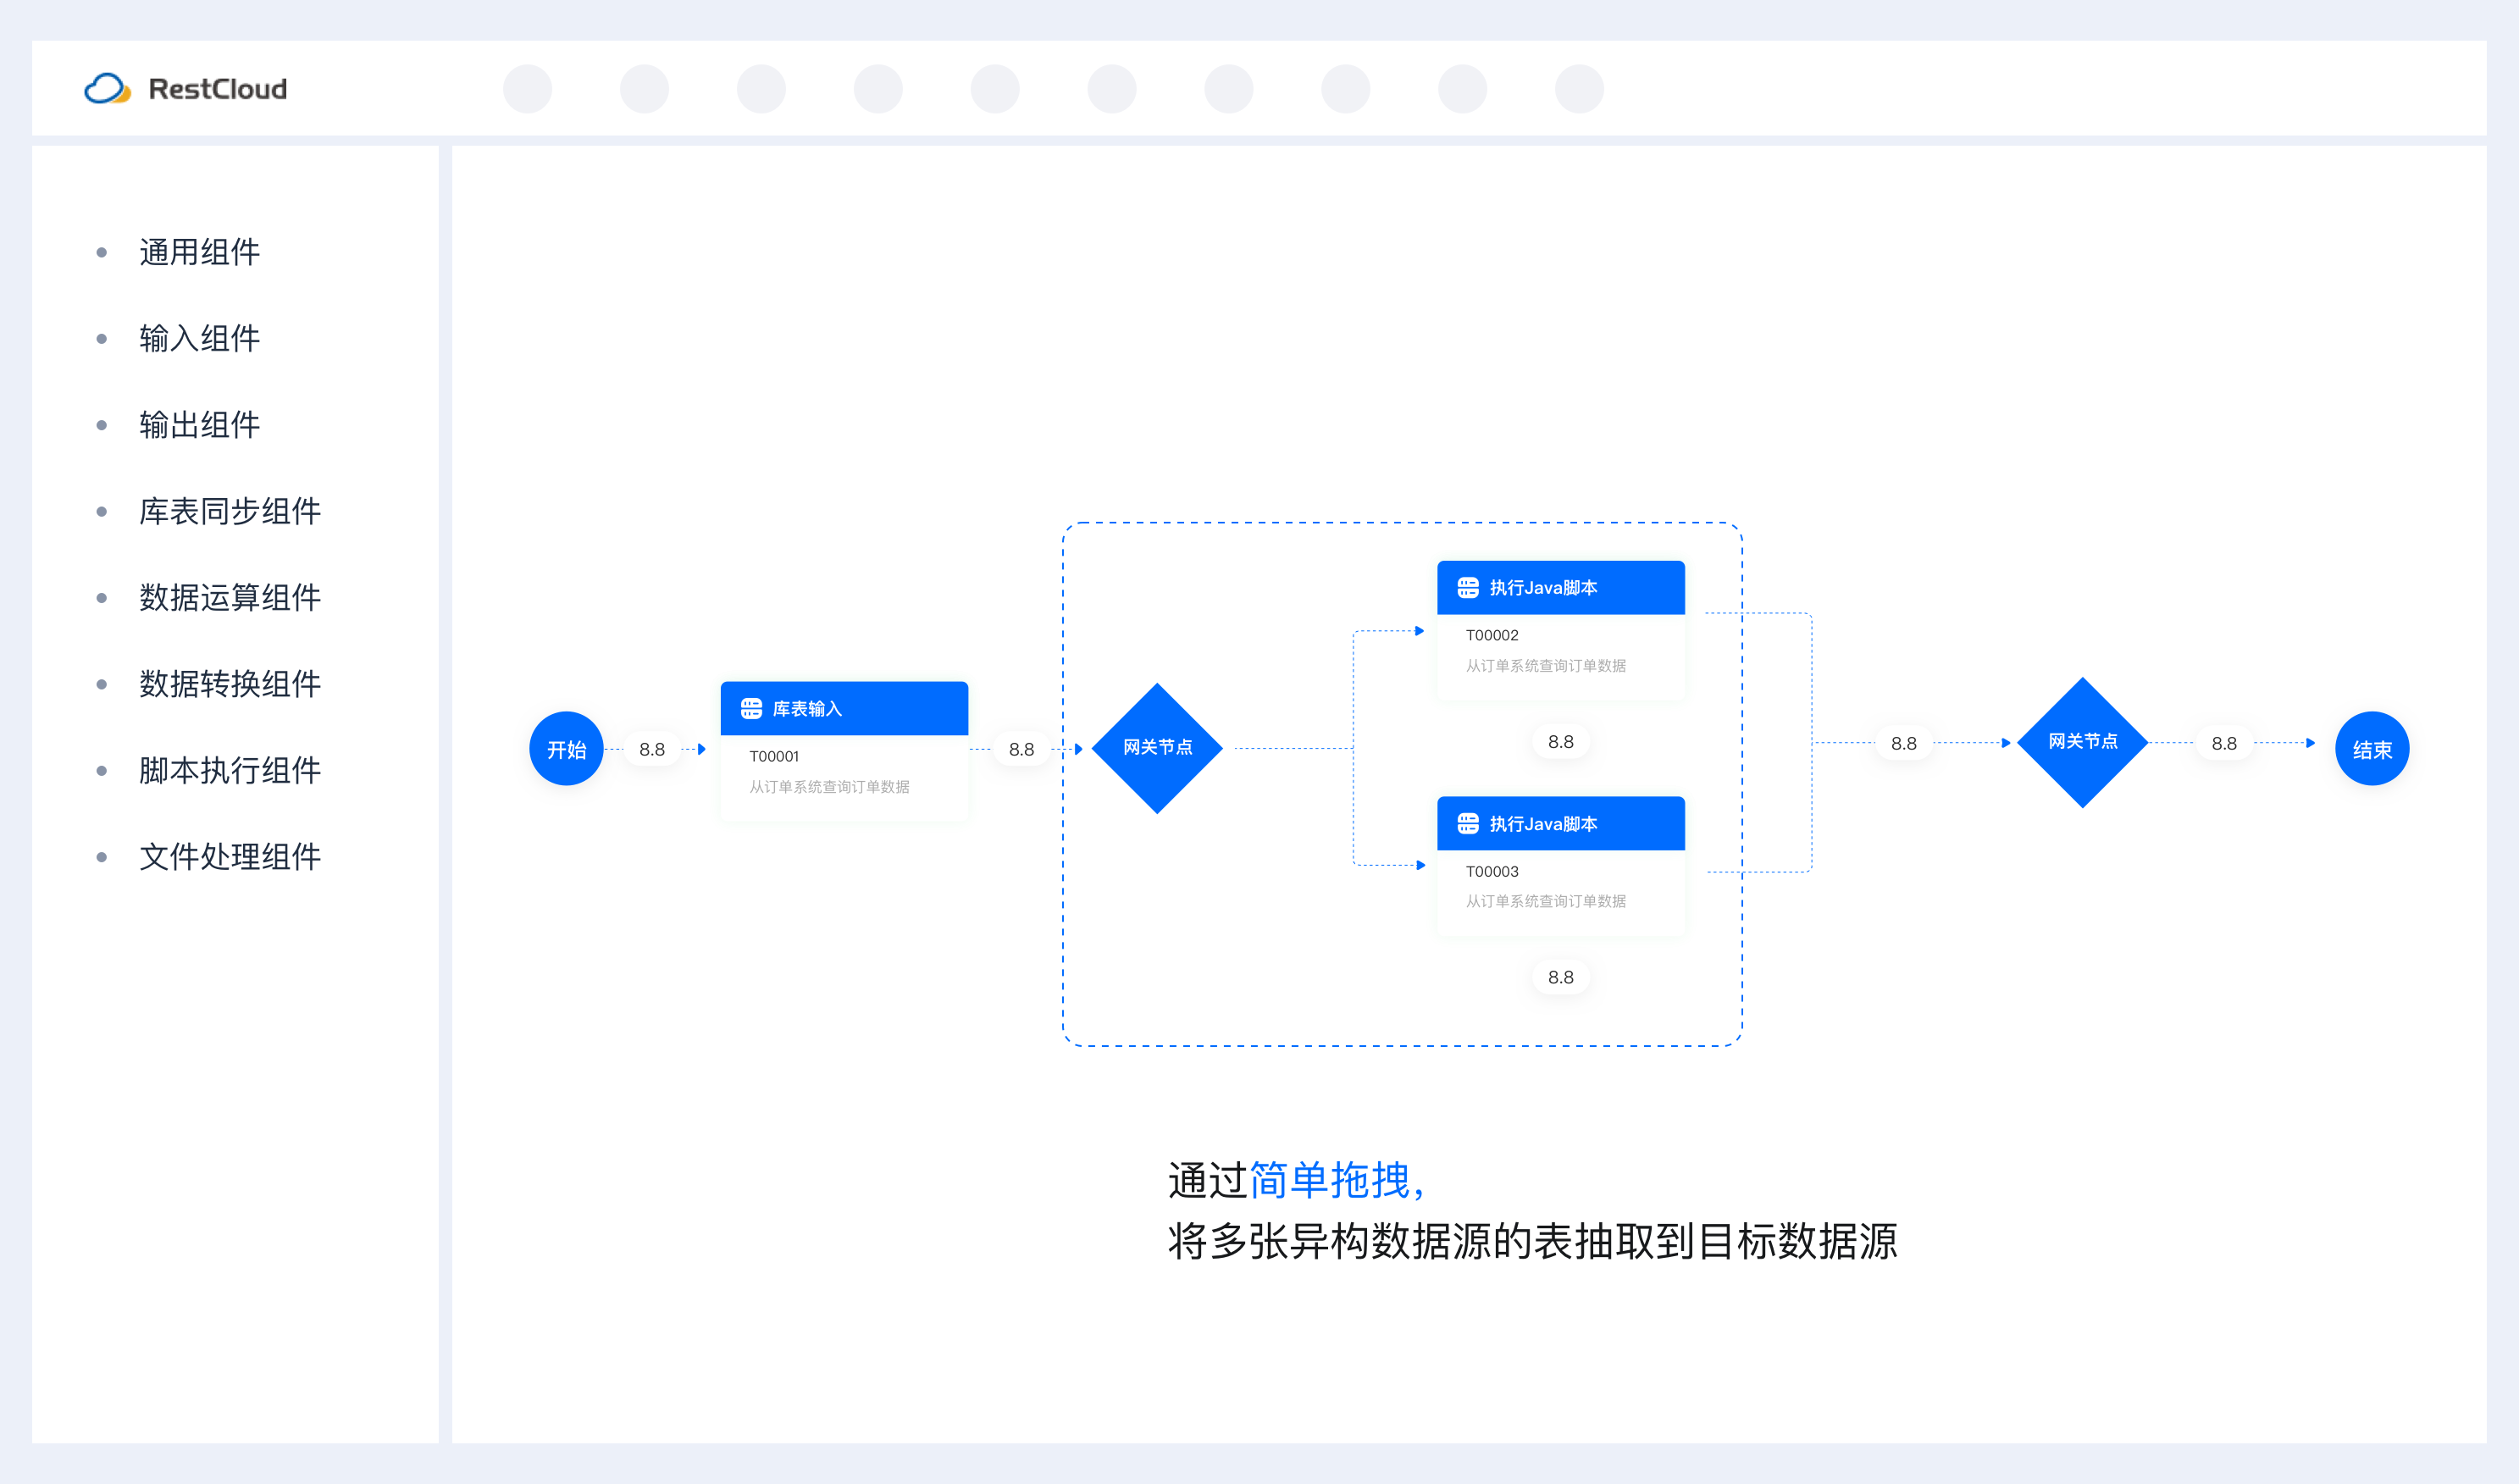 RestCloud
通用组件
输入组件
输出组件
库表同步组件
数据运算组件
数据转换组件
脚本执行组件
文件处理组件
开始
8.8
库表输入
T00001
从订单系统查询订单数据
8.8
网关节点
执行Java脚本
T00002
从订单系统查询订单数据
8.8
执行Java脚本
T00003
从订单系统查询订单数据
8.8
8.8
网关节点
8.8
结束
通过简单拖拽,
将多张异构数据源的表抽取到目标数据源